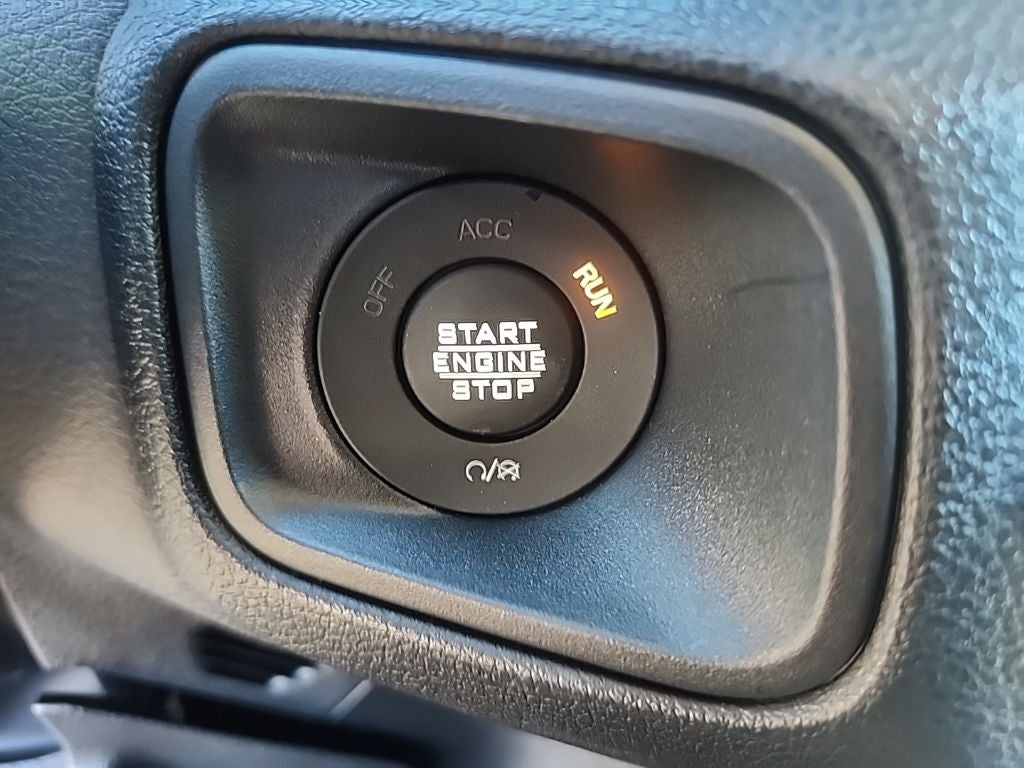 ACC
OFF
RUN
START
ENGINE
STOP